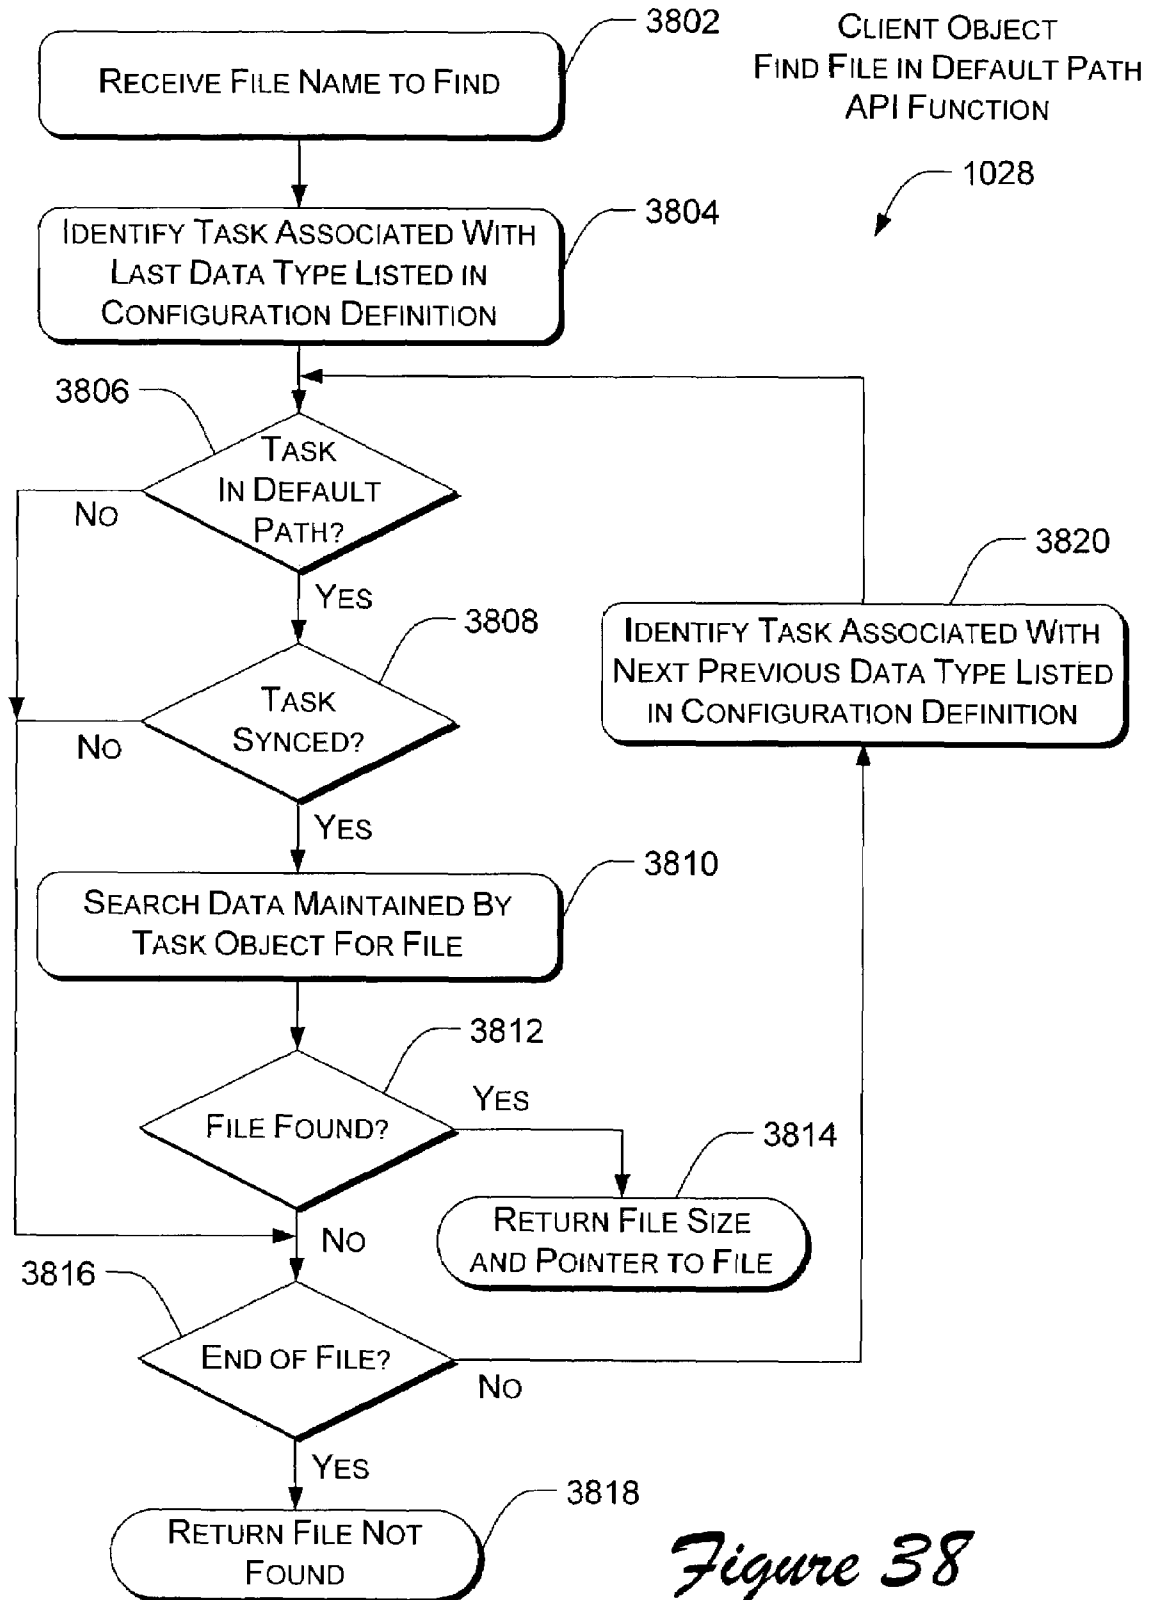 3802
CLIENT OBJECT
FIND FILE IN DEFAULT PATH
API FUNCTION
RECEIVE FILE NAME TO FIND
1028
3804
IDENTIFY TASK ASSOCIATED WITH
LAST DATA TYPE LISTED IN
CONFIGURATION DEFINITION
3806
TASK
IN DEFAULT
PATH?
NO
YES
3820
IDENTIFY TASK ASSOCIATED WITH
NEXT PREVIOUS DATA TYPE LISTED
IN CONFIGURATION DEFINITION
3808
TASK
SYNCED?
NO
YES
3810
SEARCH DATA MAINTAINED BY
TASK OBJECT FOR FILE
3812
FILE FOUND?
YES
3814
RETURN FILE SIZE
AND POINTER TO FILE
NO
3816
END OF FILE?
NO
YES
3818
RETURN FILE NOT
FOUND
Figure 38